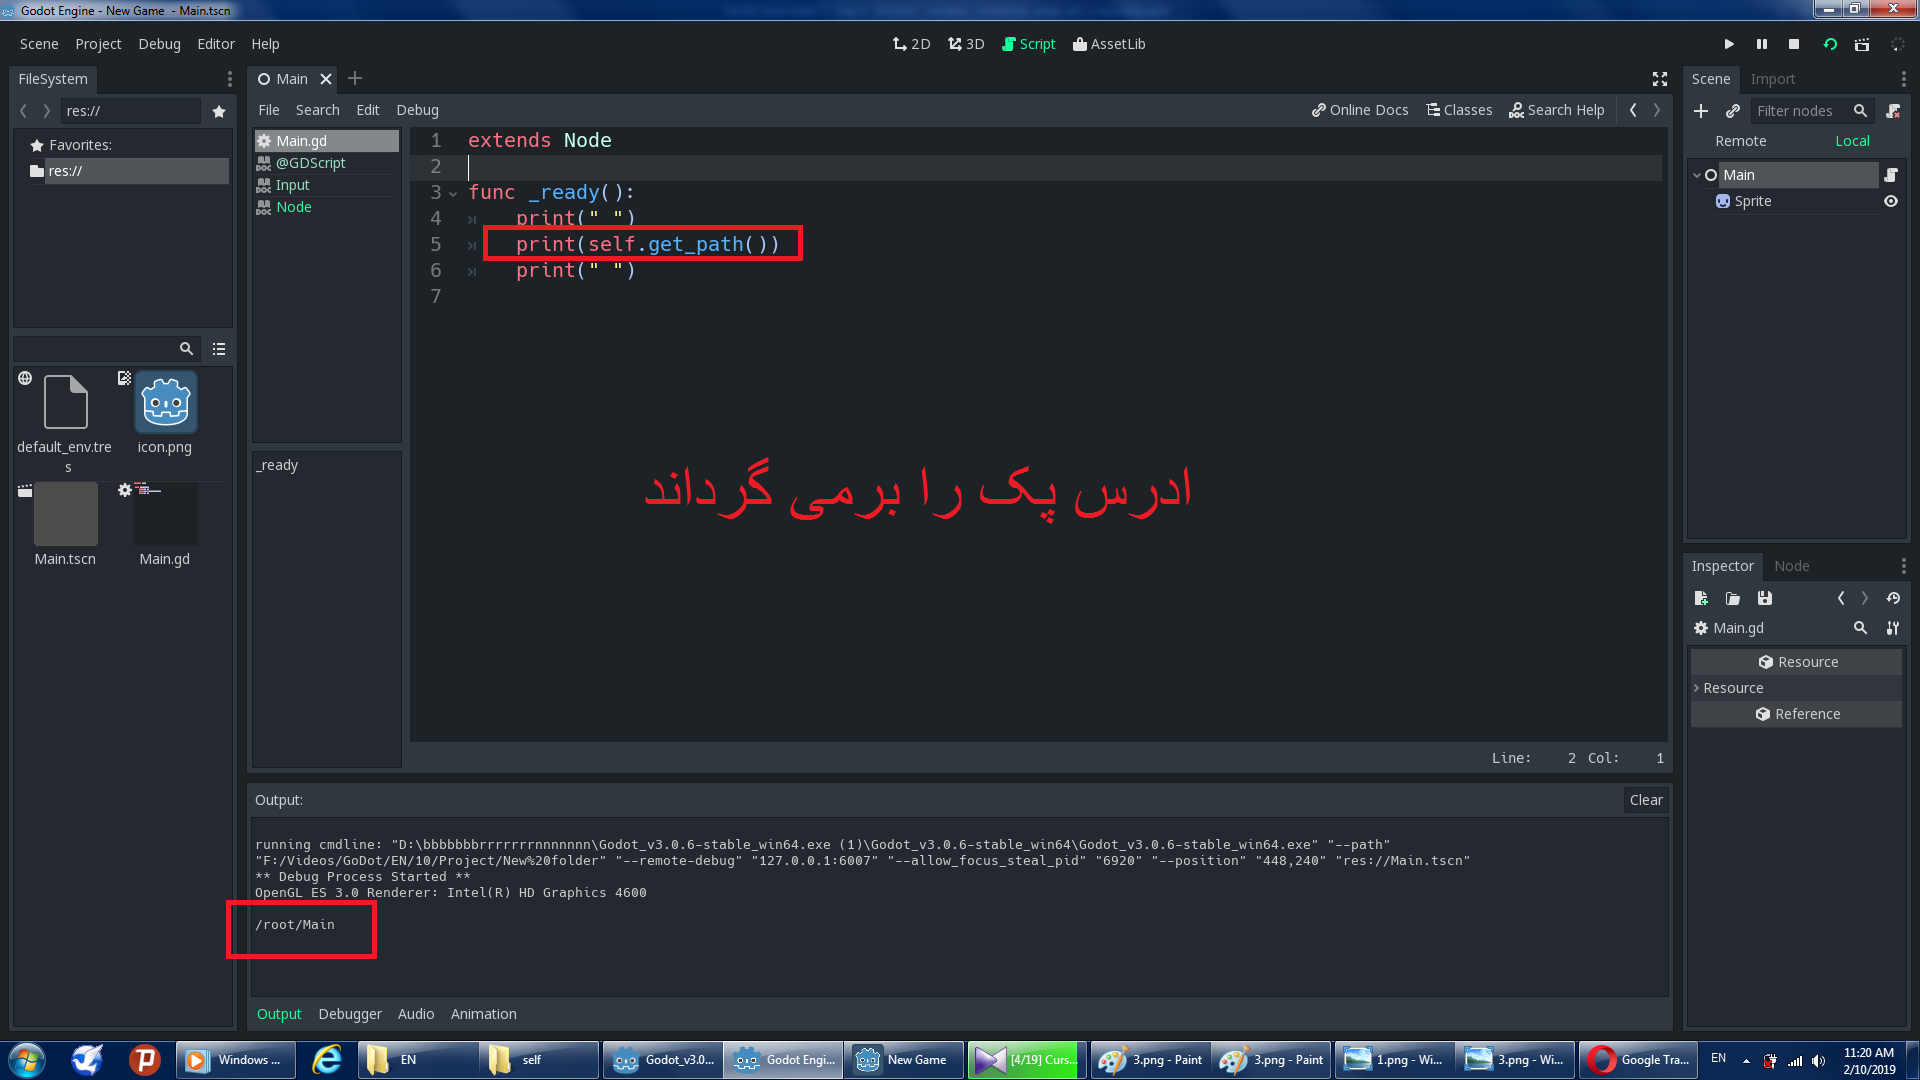 Godot Engine - New Game - Main.tscn
Scene Project Debug Editor Help
2D 3D Script AssetLib
FileSystem
res://
Favorites:
res://
default_env.tres
icon.png
Main.tscn
Main.gd
Main
File Search Edit Debug
Online Docs Classes Search Help
Main.gd
@GDScript
Input
Node
_ready
1 extends Node
2
3 func _ready():
4 print(" ")
5 print(self.get_path())
6 print(" ")
7
ادرس پک را برمی گرداند
Line: 2 Col: 1
Output:
Clear
running cmdline: "D:\bbbbbbbrrrrrrrnnnnnnn\Godot_v3.0.6-stable_win64.exe (1)\Godot_v3.0.6-stable_win64\Godot_v3.0.6-stable_win64.exe" "--path"
"F:/Videos/GoDot/EN/10/Project/New%20folder" "--remote-debug" "127.0.0.1:6007" "--allow_focus_steal_pid" "6920" "--position" "448,240" "res://Main.tscn"
** Debug Process Started **
OpenGL ES 3.0 Renderer: Intel(R) HD Graphics 4600
/root/Main
Output Debugger Audio Animation
Scene Import
Filter nodes
Remote Local
Main
Sprite
Inspector Node
Main.gd
Resource
Resource
Reference
Windows ...
EN
self
Godot_v3.0...
Godot Engi...
New Game
[4/19] Curs...
3.png - Paint
3.png - Paint
1.png - Wi...
3.png - Wi...
Google Tra...
EN
11:20 AM
2/10/2019